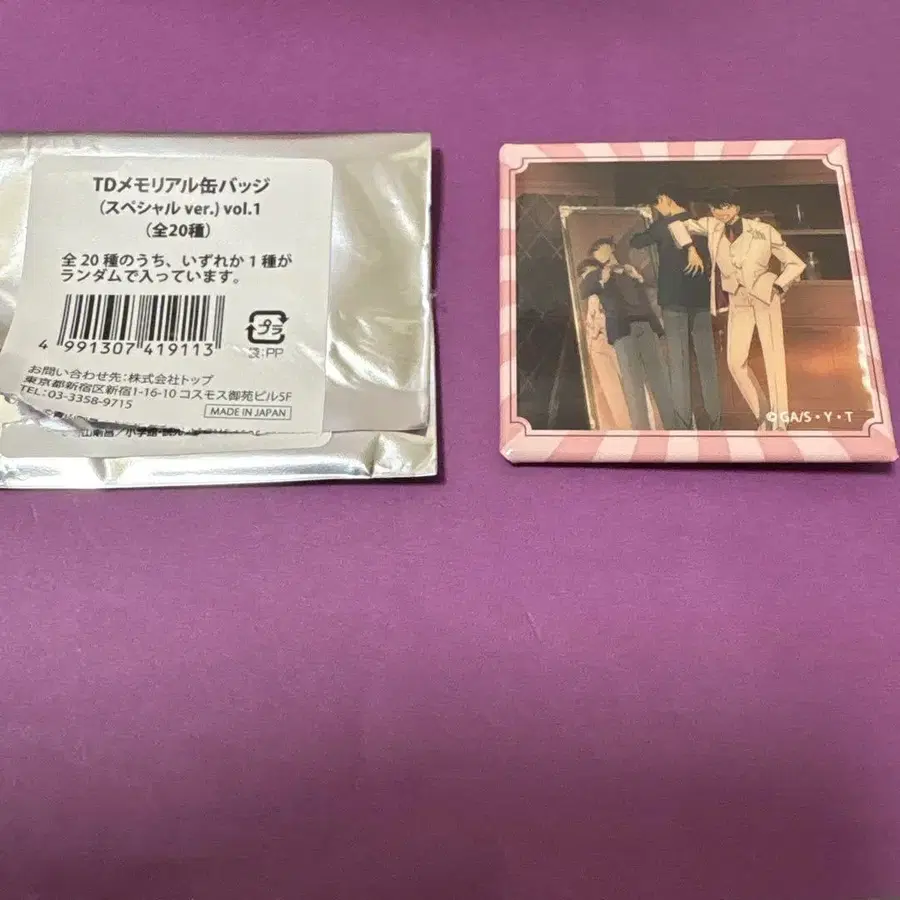 TDメモリアル缶バッジ
(スペシャル ver.) vol.1
(全20種)
全 20 種のうち、いずれか 1 種が
ランダムで入っています。
4 991307 419113
プラ
袋:PP
お問い合わせ先:株式会社トップ
東京都新宿区新宿1-16-10 コスモス御苑ビル5F
TEL:03-3358-9715
MADE IN JAPAN
©GA/S・Y・T